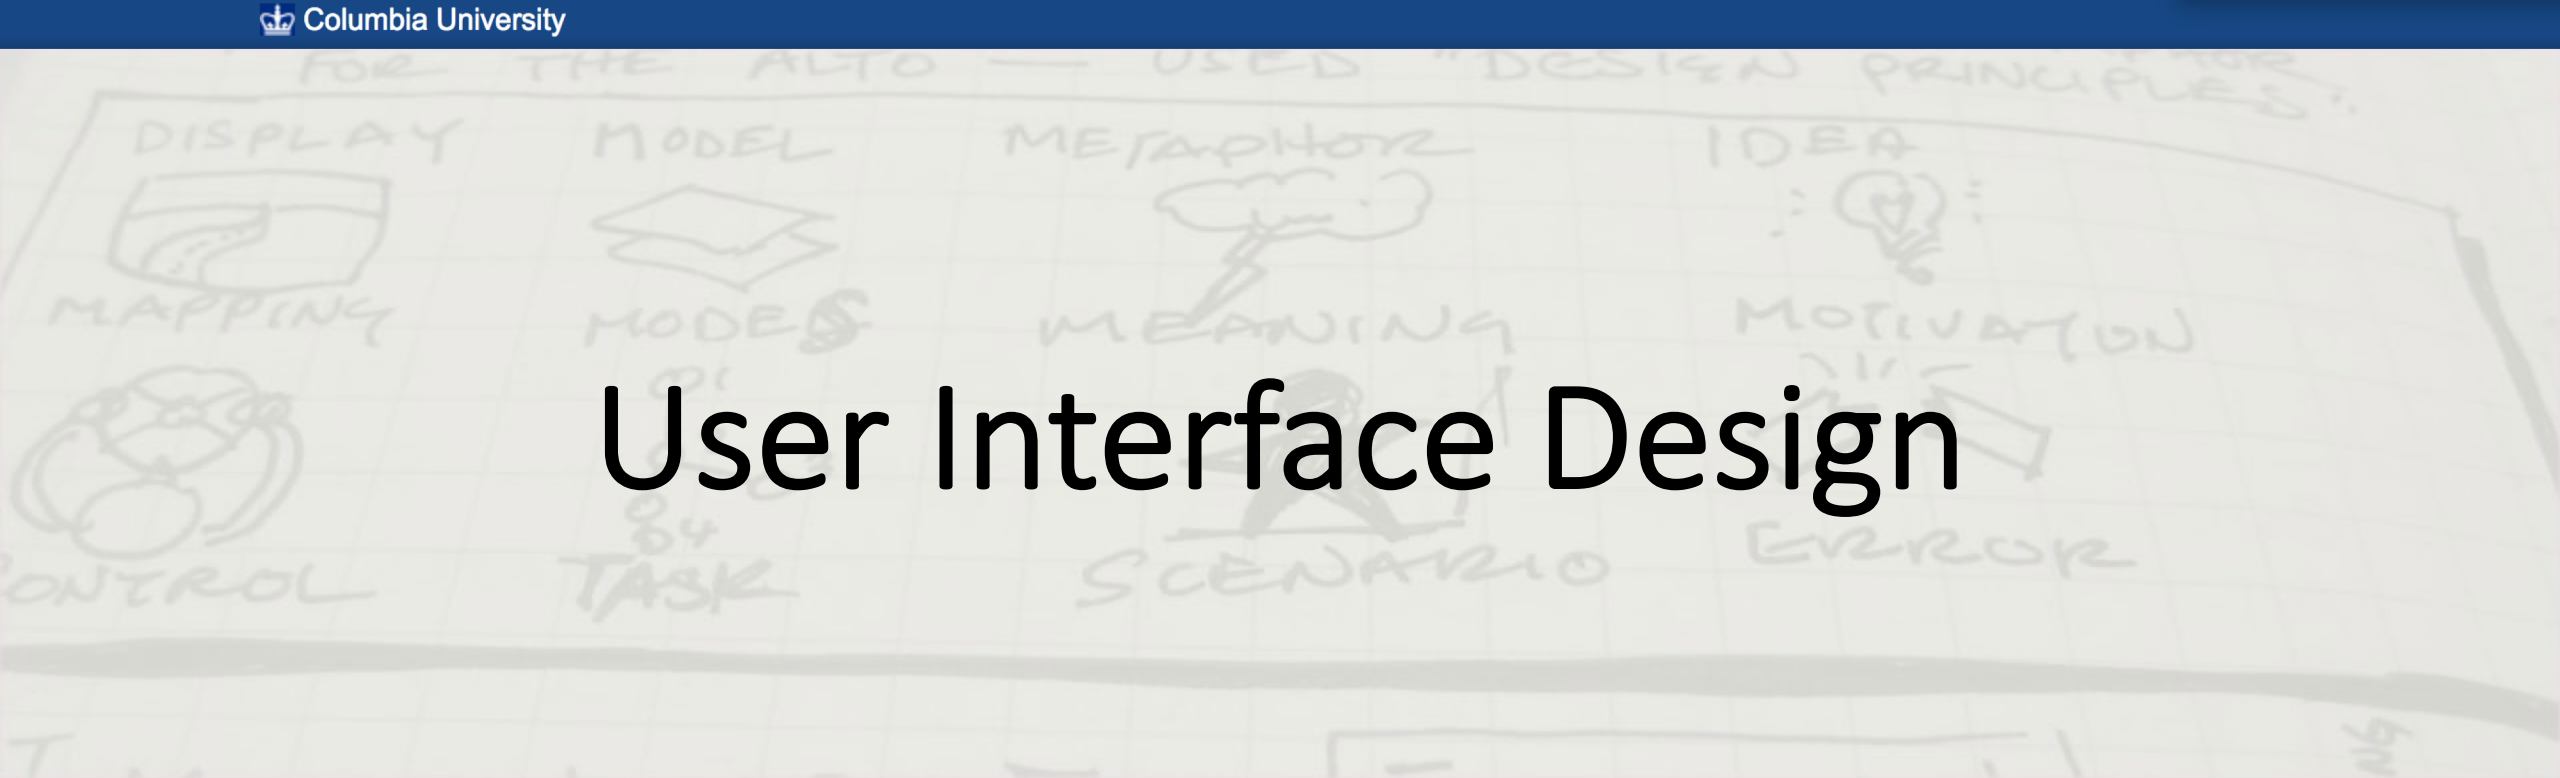 Columbia University
FOR THE ALTO — USED "DESIGN PRINCIPLES".
DISPLAY MODEL METAPHOR IDEA
MAPPING MODES MEANING MOTIVATION
User Interface Design
ONTROL TASK SCENARIO ERROR